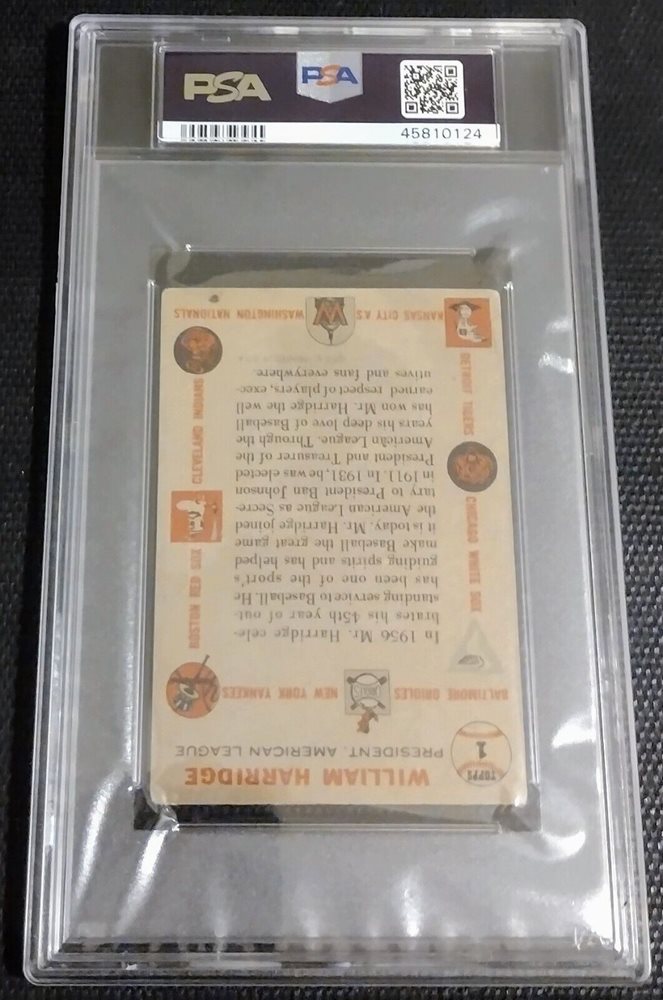 PSA
PSA
45810124
TOPPS
1
WILLIAM HARRIDGE
PRESIDENT, AMERICAN LEAGUE
BALTIMORE ORIOLES
NEW YORK YANKEES
BOSTON RED SOX
CLEVELAND INDIANS
CHICAGO WHITE SOX
DETROIT TIGERS
KANSAS CITY A'S
WASHINGTON NATIONALS
W
In 1956 Mr. Harridge cele-
brates his 45th year of out-
standing service to Baseball. He
has been one of the sport's
guiding spirits and has helped
make Baseball the great game
it is today. Mr. Harridge joined
the American League as Secre-
tary to President Ban Johnson
in 1911. In 1931, he was elected
President and Treasurer of the
American League. Through the
years his deep love of Baseball
has won Mr. Harridge the well
earned respect of players, exec-
utives and fans everywhere.